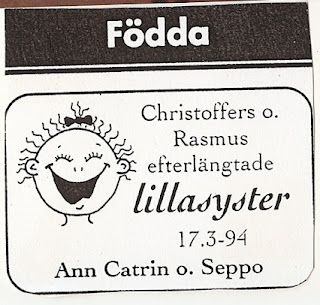 Födda
Christoffers o.
Rasmus
efterlängtade
lillasyster
17.3-94
Ann Catrin o. Seppo